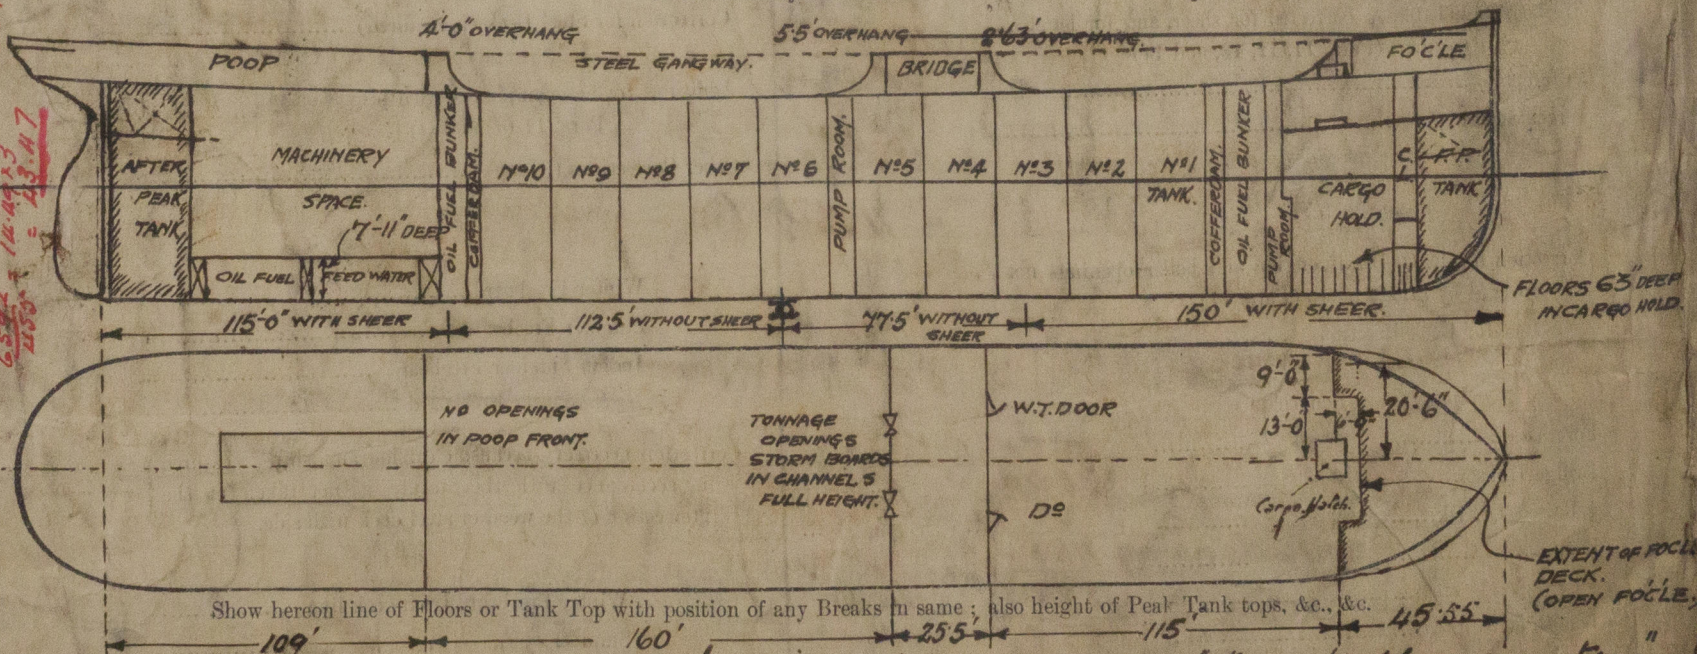 4'-0" OVERHANG
5·5' OVERHANG
2·63' OVERHANG.
POOP
STEEL GANGWAY.
BRIDGE
FO'C'LE
AFTER
PEAK
TANK
MACHINERY
SPACE.
7'-11" DEEP
OIL FUEL
FEED WATER
OIL FUEL BUNKER
COFFERDAM.
Nº10
Nº9
Nº8
Nº7
Nº6
PUMP ROOM.
Nº5
Nº4
Nº3
Nº2
Nº1
TANK.
COFFERDAM.
OIL FUEL BUNKER
PUMP
ROOM.
CARGO
HOLD.
C.
L.
F.P.
TANK
FLOORS 63" DEEP
IN CARGO HOLD.
115'-0" WITH SHEER
112·5' WITHOUT SHEER
77·5' WITHOUT
SHEER
150' WITH SHEER.
= 43.47
NO OPENINGS
IN POOP FRONT.
TONNAGE
OPENINGS
STORM BOARDS
IN CHANNELS
FULL HEIGHT.
W.T. DOOR
Dº
9'-0"
13'-0"
6'-0"
20'-6"
Cargo Hatch.
EXTENT OF FOCLE
DECK.
(OPEN FO'C'LE.)
Show hereon line of Floors or Tank Top with position of any Breaks in same ; also height of Peak Tank tops, &c., &c.
109'
160'
25·5'
115'
45·55